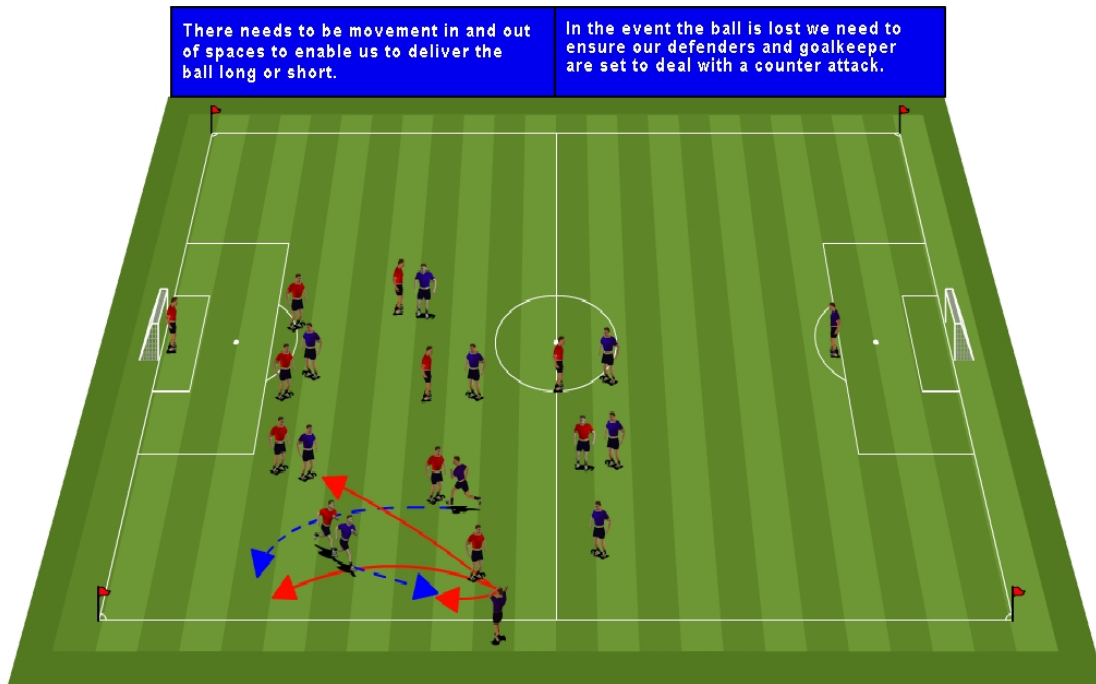 There needs to be movement in and out
of spaces to enable us to deliver the
ball long or short.
In the event the ball is lost we need to
ensure our defenders and goalkeeper
are set to deal with a counter attack.